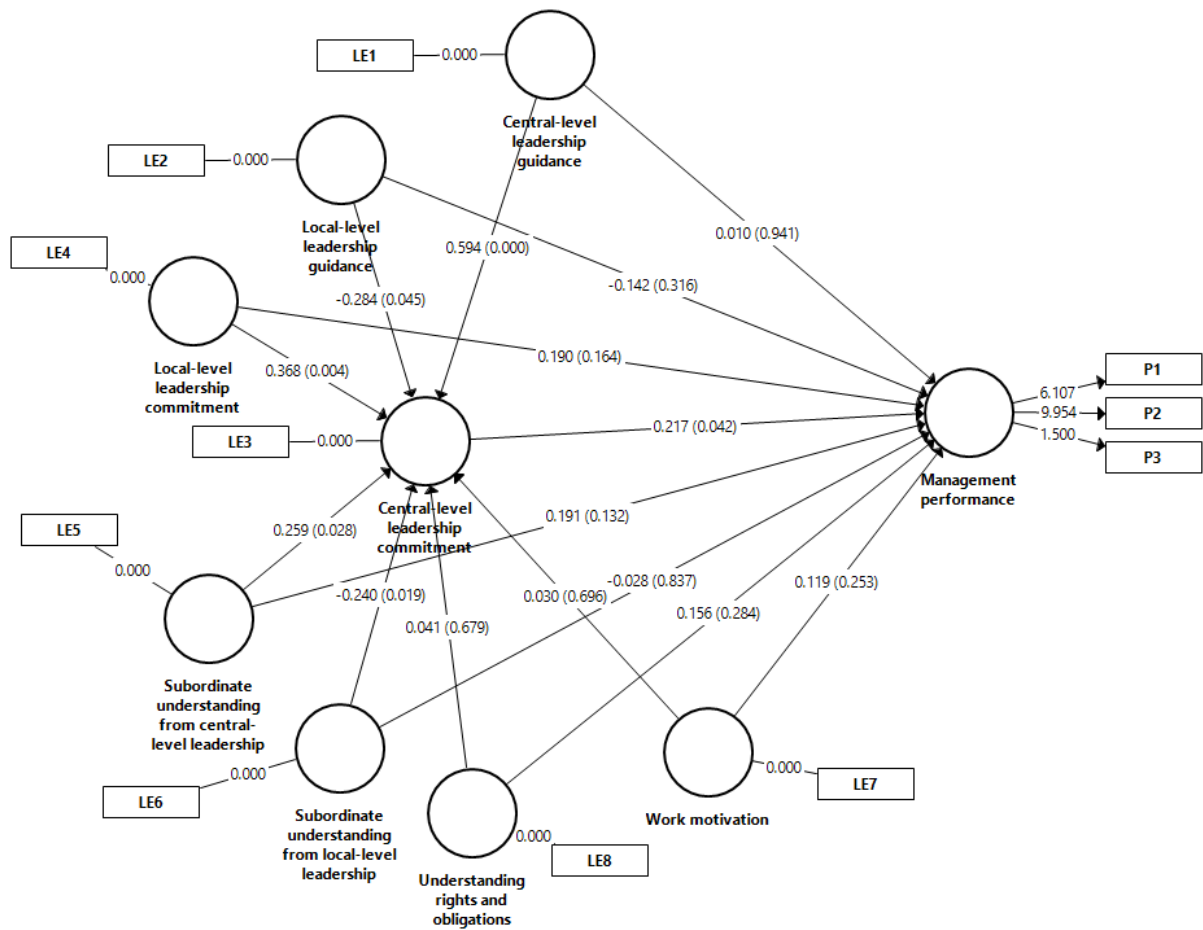 LE1
0.000
Central-level
leadership
guidance
LE2
0.000
Local-level
leadership
guidance
0.594 (0.000)
0.010 (0.941)
LE4
0.000
-0.284 (0.045)
-0.142 (0.316)
Local-level
leadership
commitment
0.368 (0.004)
0.190 (0.164)
LE3
0.000
Central-level
leadership
commitment
0.217 (0.042)
6.107
P1
9.954
P2
1.500
P3
Management
performance
LE5
0.000
0.259 (0.028)
0.191 (0.132)
Subordinate
understanding
from central-
level leadership
-0.240 (0.019)
0.041 (0.679)
0.030 (0.696)
-0.028 (0.837)
0.156 (0.284)
0.119 (0.253)
LE6
0.000
Subordinate
understanding
from local-level
leadership
0.000
LE8
Understanding
rights and
obligations
Work motivation
0.000
LE7